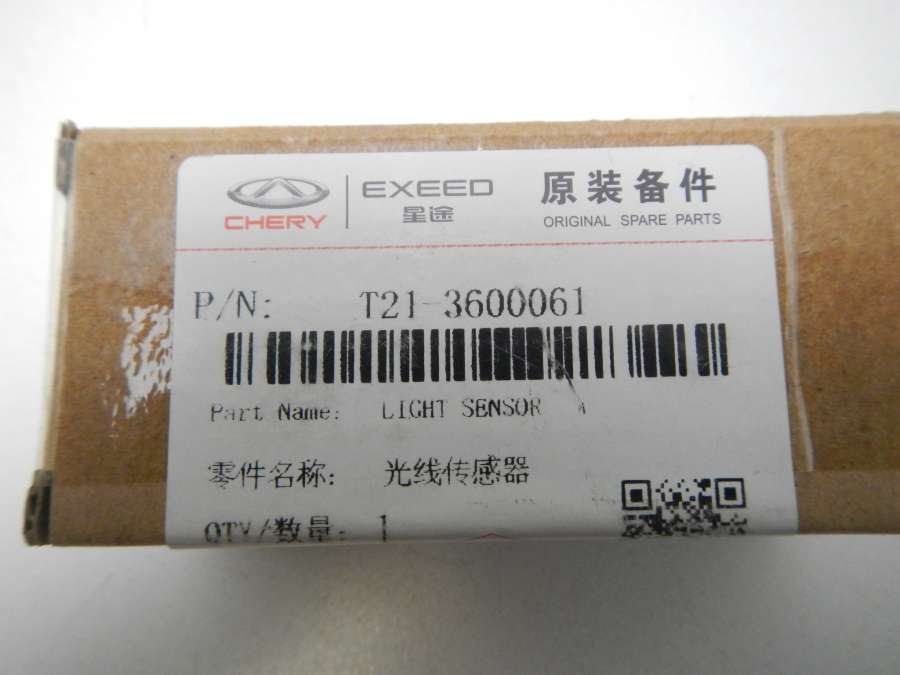 CHERY
EXEED
星途
原装备件
ORIGINAL SPARE PARTS
P/N: T21-3600061
Part Name: LIGHT SENSOR
零件名称: 光线传感器
QTY/数量: 1